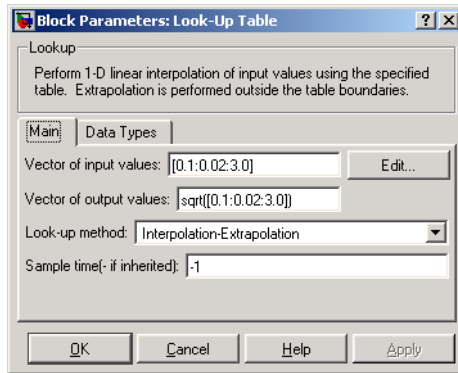 Block Parameters: Look-Up Table
Lookup
Perform 1-D linear interpolation of input values using the specified
table. Extrapolation is performed outside the table boundaries.
Main Data Types
Vector of input values: [0.1:0.02:3.0] Edit...
Vector of output values: sqrt([0.1:0.02:3.0])
Look-up method: Interpolation-Extrapolation
Sample time(- if inherited): -1
OK Cancel Help Apply